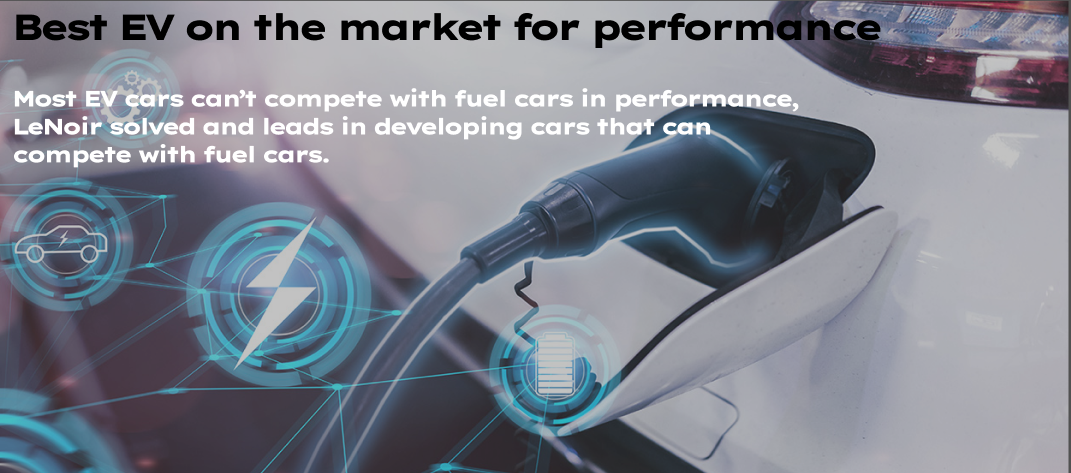 Best EV on the market for performance
Most EV cars can’t compete with fuel cars in performance,
LeNoir solved and leads in developing cars that can
compete with fuel cars.